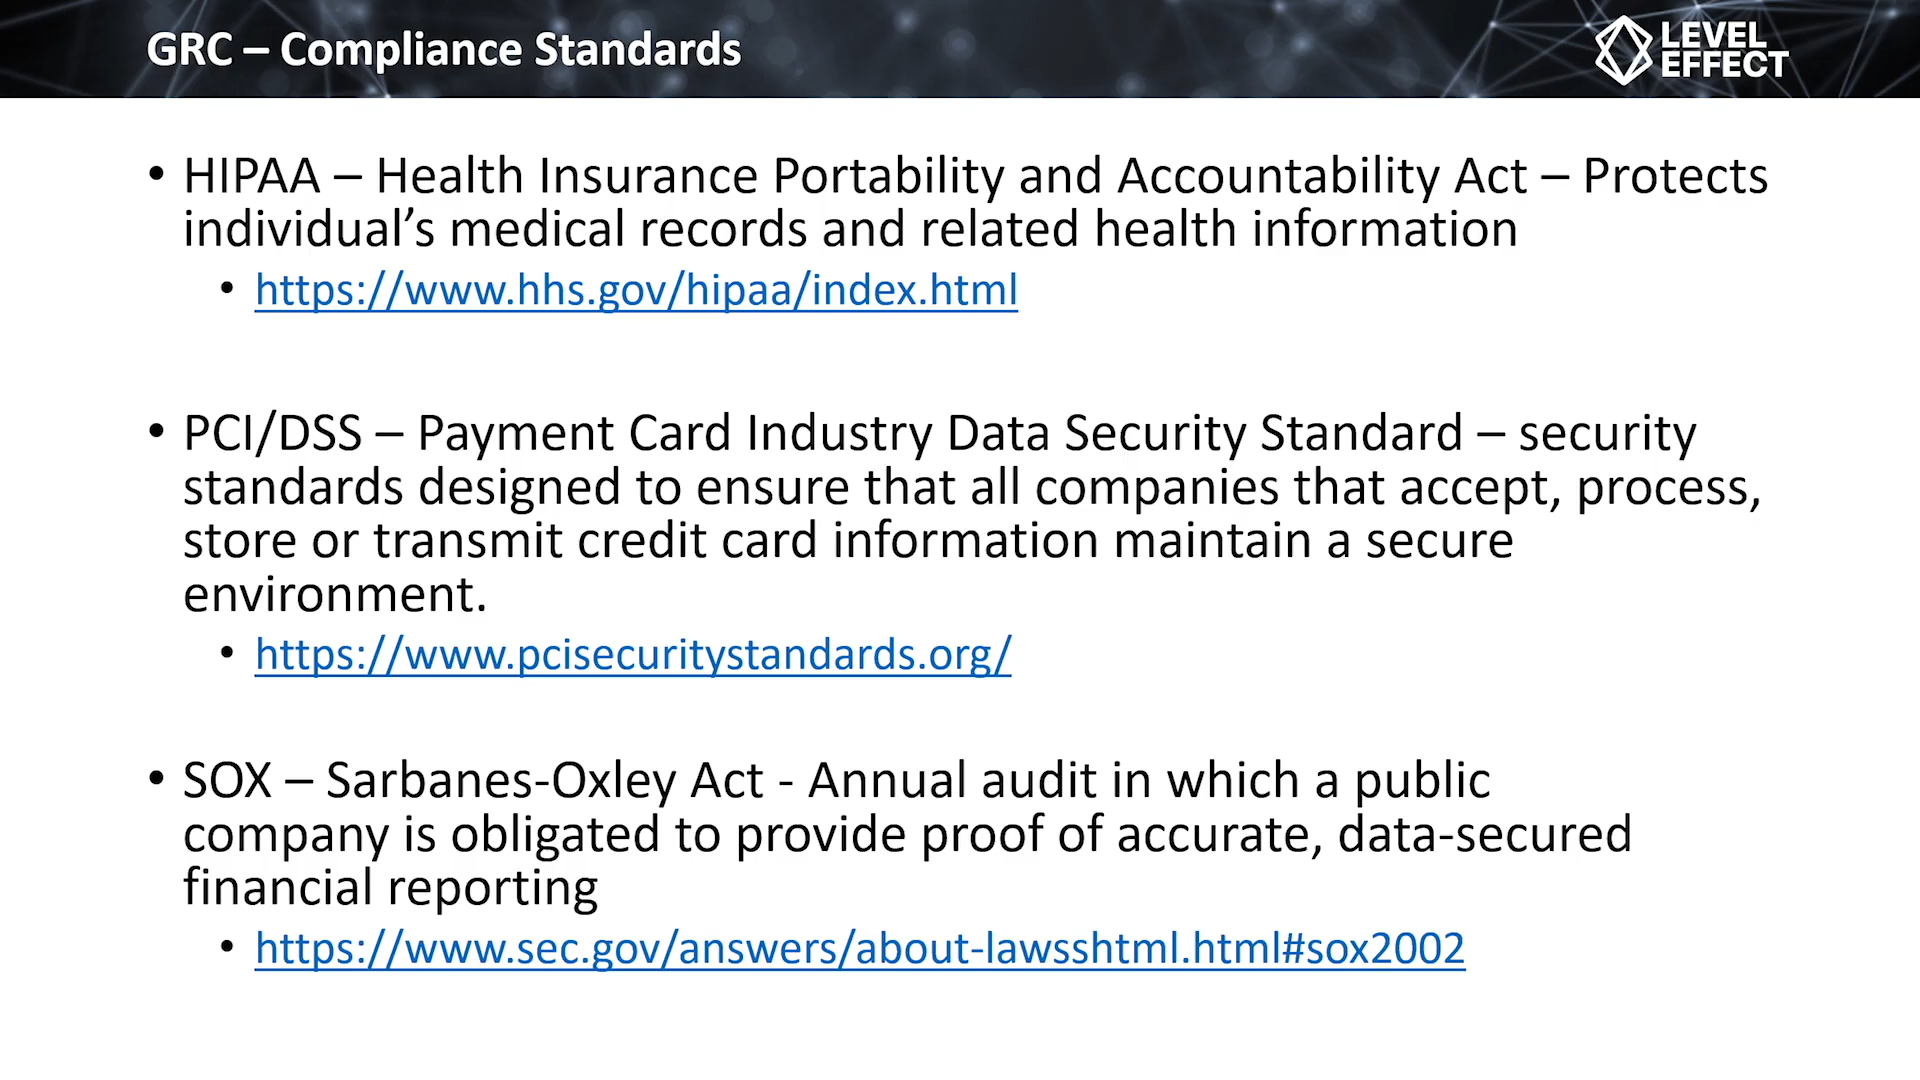 GRC – Compliance Standards
LEVEL
EFFECT
• HIPAA – Health Insurance Portability and Accountability Act – Protects
individual’s medical records and related health information
• https://www.hhs.gov/hipaa/index.html
• PCI/DSS – Payment Card Industry Data Security Standard – security
standards designed to ensure that all companies that accept, process,
store or transmit credit card information maintain a secure
environment.
• https://www.pcisecuritystandards.org/
• SOX – Sarbanes-Oxley Act - Annual audit in which a public
company is obligated to provide proof of accurate, data-secured
financial reporting
• https://www.sec.gov/answers/about-lawsshtml.html#sox2002